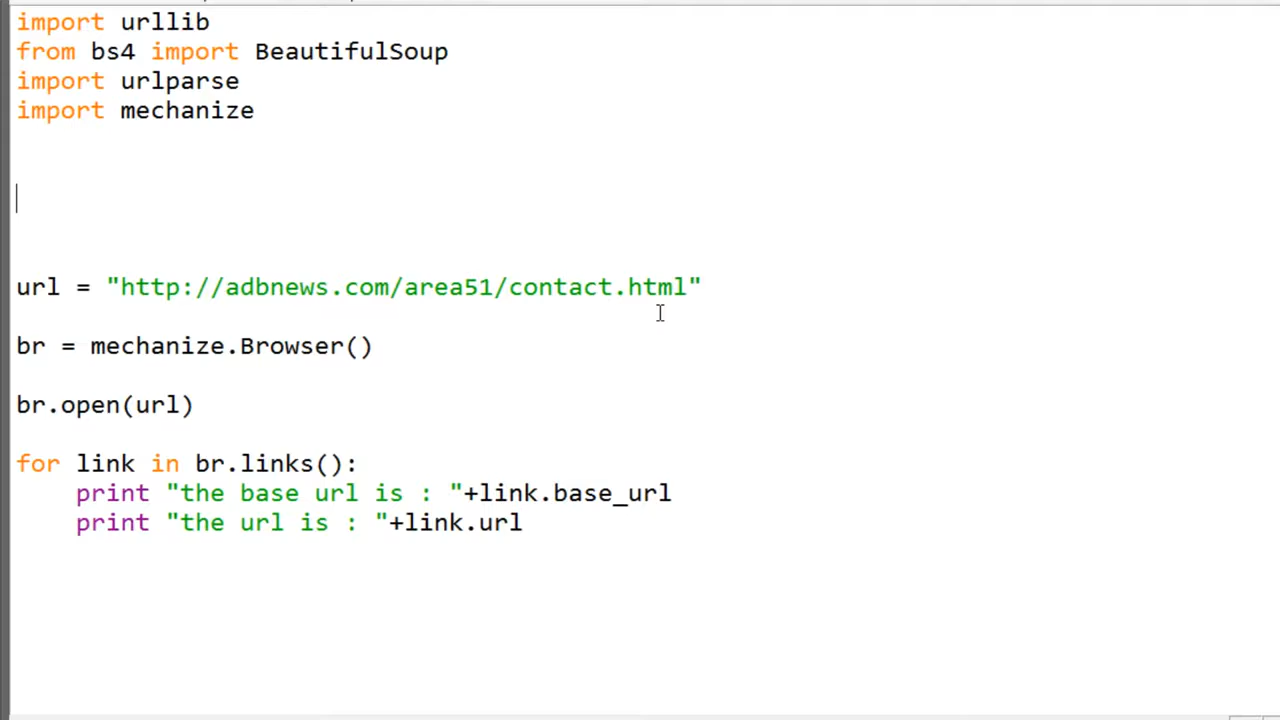 import urllib
from bs4 import BeautifulSoup
import urlparse
import mechanize
url = "http://adbnews.com/area51/contact.html"
br = mechanize.Browser()
br.open(url)
for link in br.links():
    print "the base url is : "+link.base_url
    print "the url is : "+link.url